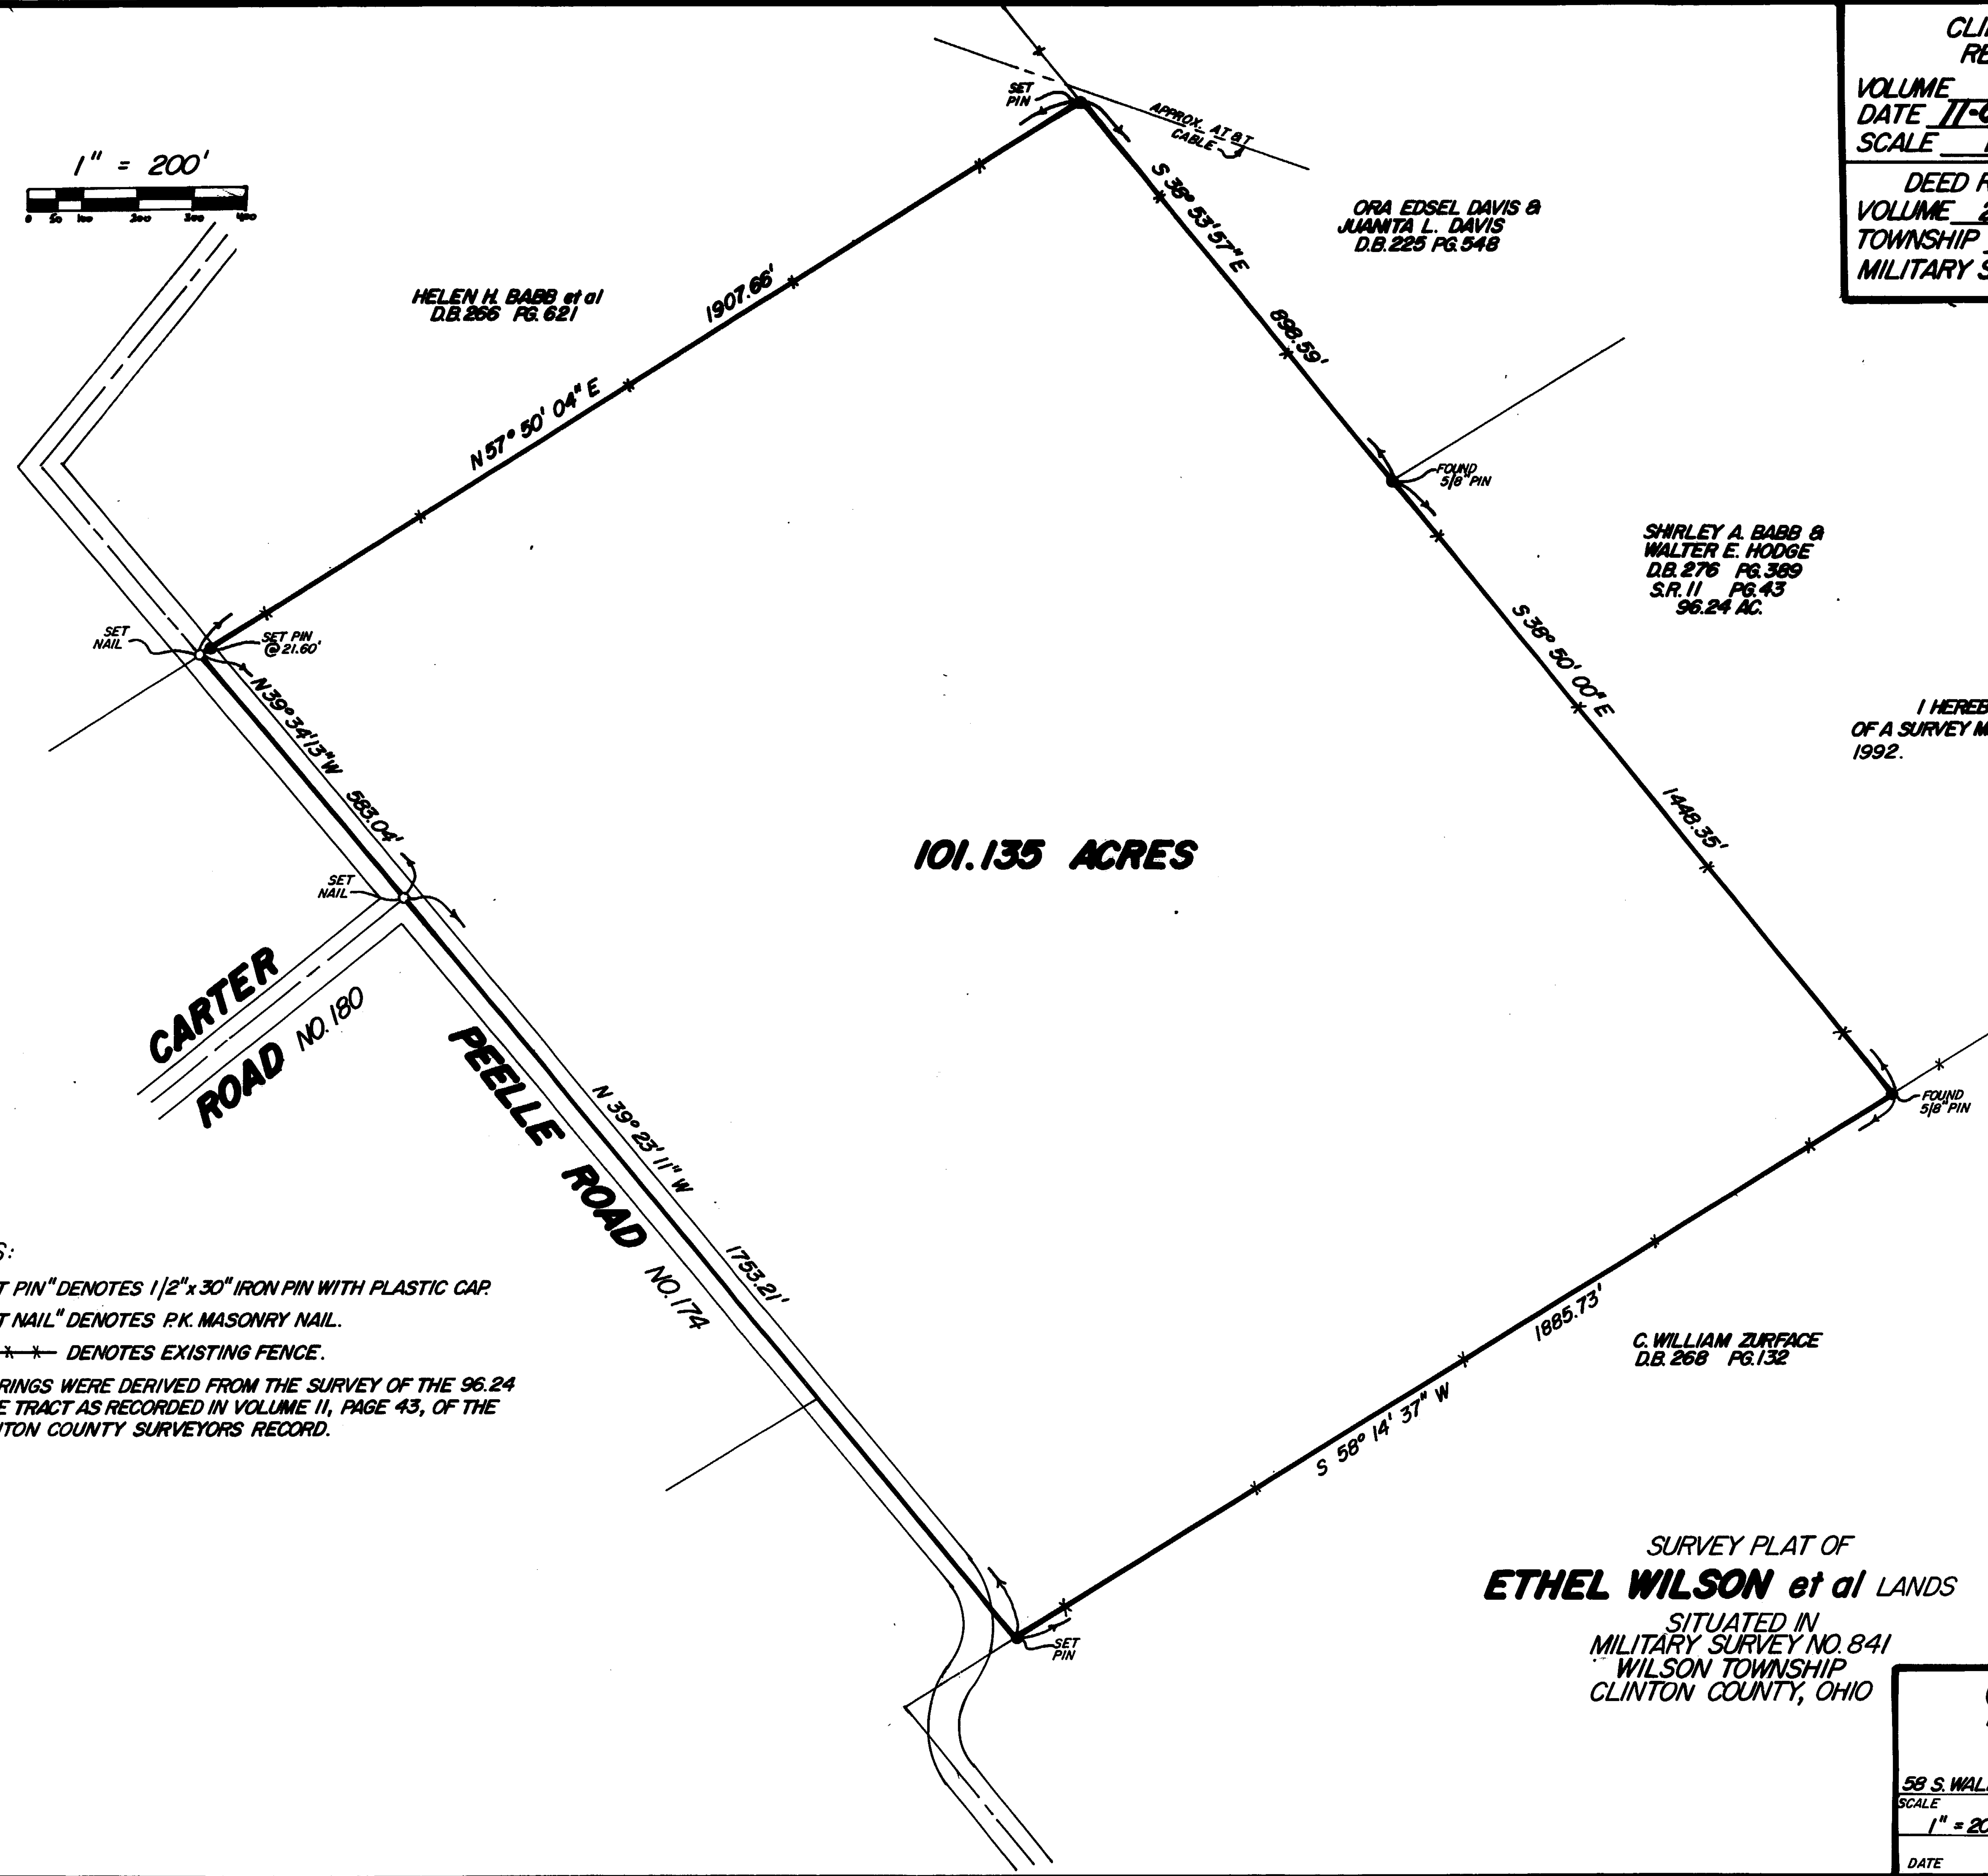 1" = 200'
0 50 100 200 300 400
HELEN H. BABB et al
D.B. 266 PG. 621
SET
PIN
APPROX. AT&T
CABLE
ORA EDSEL DAVIS &
JUANITA L. DAVIS
D.B. 225 PG. 548
VOLUME
DATE
SCALE
DEED
VOLUME
TOWNSHIP
MILITARY
N 57° 50' 04" E
1907.66'
S 38° 53' 57" E
898.59'
FOUND
5/8" PIN
SHIRLEY A. BABB &
WALTER E. HODGE
D.B. 276 PG. 389
S.R. 11 PG. 43
96.24 AC.
S 38° 50' 00" E
1448.35'
I
OF A SURVEY
1992.
SET
NAIL
SET PIN
@ 21.60'
N 39° 34' 13" W 583.04'
SET
NAIL
101.135 ACRES
CARTER
ROAD NO. 180
PEELLE ROAD NO. 174
N 39° 23' 11" W
1753.21'
FOUND
5/8" PIN
S 58° 14' 37" W
1885.73'
C. WILLIAM ZURFACE
D.B. 268 PG. 132
SET
PIN
S:
T PIN" DENOTES 1/2" x 30" IRON PIN WITH PLASTIC CAP.
T NAIL" DENOTES P.K. MASONRY NAIL.
DENOTES EXISTING FENCE.
RINGS WERE DERIVED FROM THE SURVEY OF THE 96.24
E TRACT AS RECORDED IN VOLUME 11, PAGE 43, OF THE
TON COUNTY SURVEYORS RECORD.
SURVEY PLAT OF
ETHEL WILSON et al LANDS
SITUATED IN
MILITARY SURVEY NO. 841
WILSON TOWNSHIP
CLINTON COUNTY, OHIO
58 S. WAL
SCALE
1" = 20
DATE